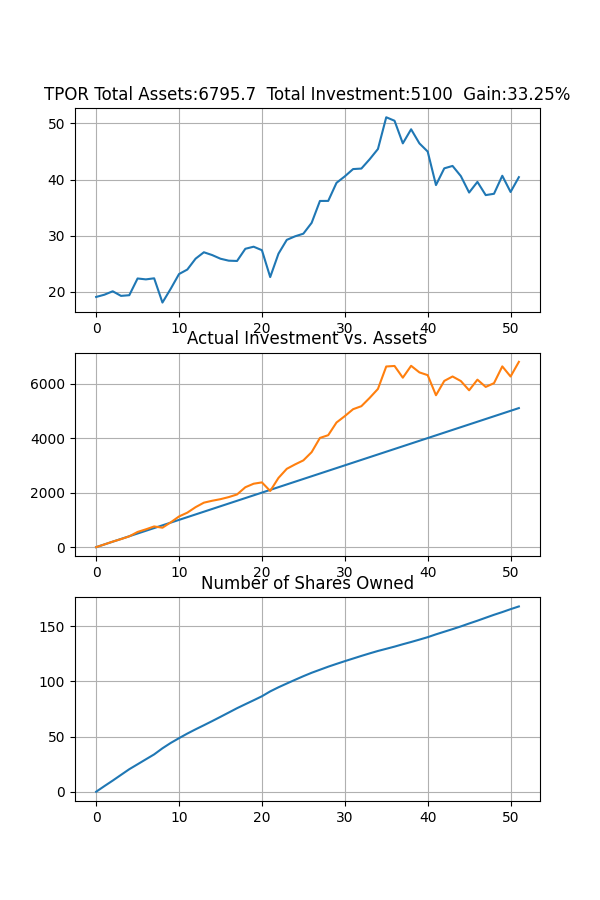 TPOR Total Assets:6795.7  Total Investment:5100  Gain:33.25%
50
40
30
20
0 10 20 30 40 50
Actual Investment vs. Assets
6000
4000
2000
0
0 10 20 30 40 50
Number of Shares Owned
150
100
50
0
0 10 20 30 40 50